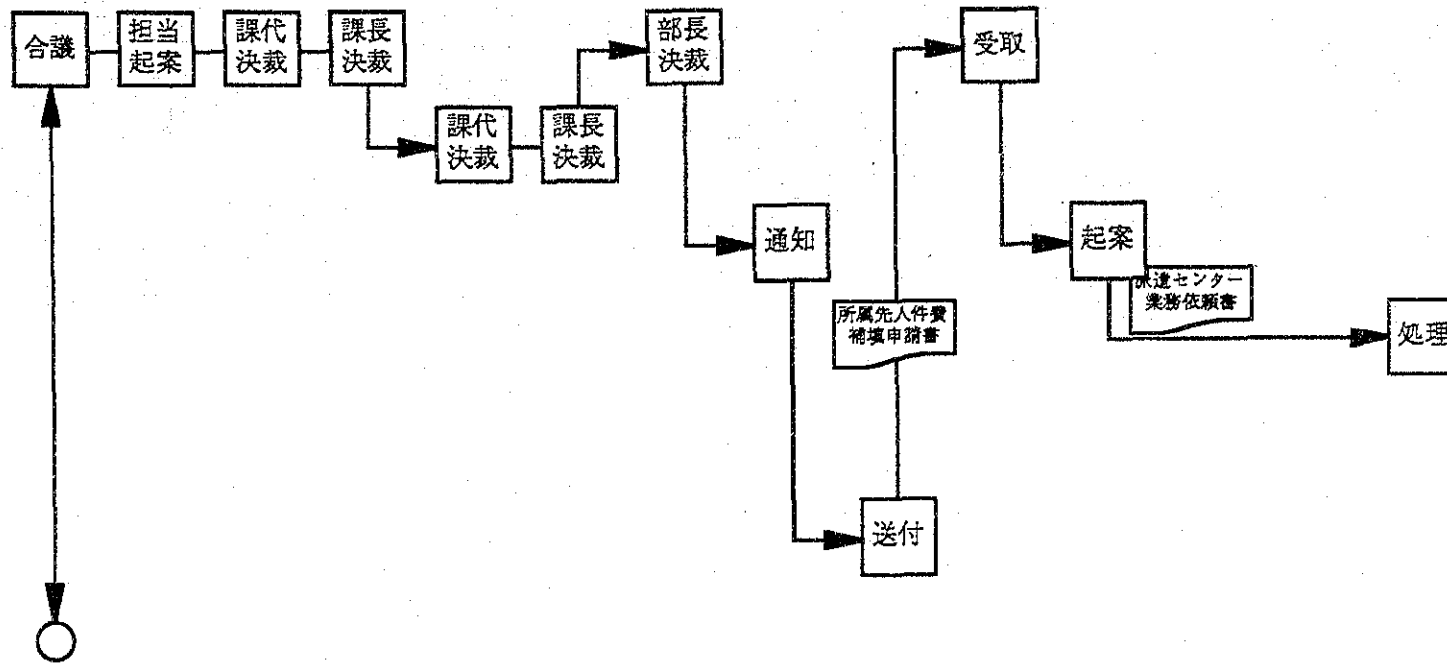 合議
担当
起案
課代
決裁
課長
決裁
課代
決裁
課長
決裁
部長
決裁
通知
送付
所属先人件費
補填申請書
受取
起案
派遣センター
業務依頼書
処理